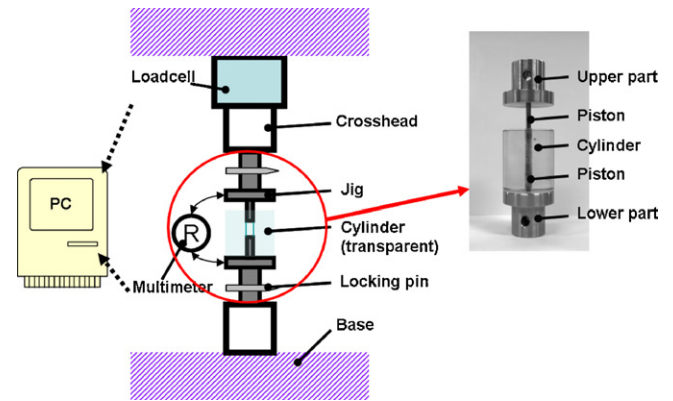 Loadcell
Crosshead
PC
Jig
R
Cylinder
(transparent)
Multimeter
Locking pin
Base
Upper part
Piston
Cylinder
Piston
Lower part